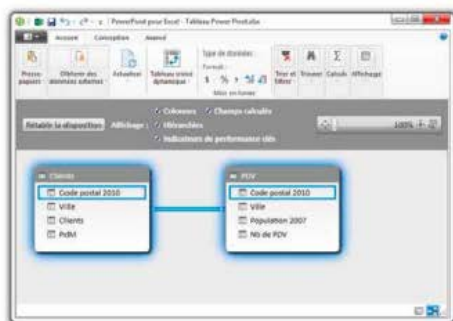 PowerPivot pour Excel - Tableau Power Pivot.xlsx
Accueil Conception Avancé
Presse-papiers
Obtenir des données externes
Actualiser
Tableau croisé dynamique
Type de données :
Format :
$ % ,
Mise en forme
Trier et filtrer
Trouver
Calculs
Affichage
Rétablir la disposition
Affichage :
Colonnes Champs calculés
Hiérarchies
Indicateurs de performance clés
100%
Clients
Code postal 2010
Ville
Clients
PdM
PDV
Code postal 2010
Ville
Population 2007
Nb de PDV